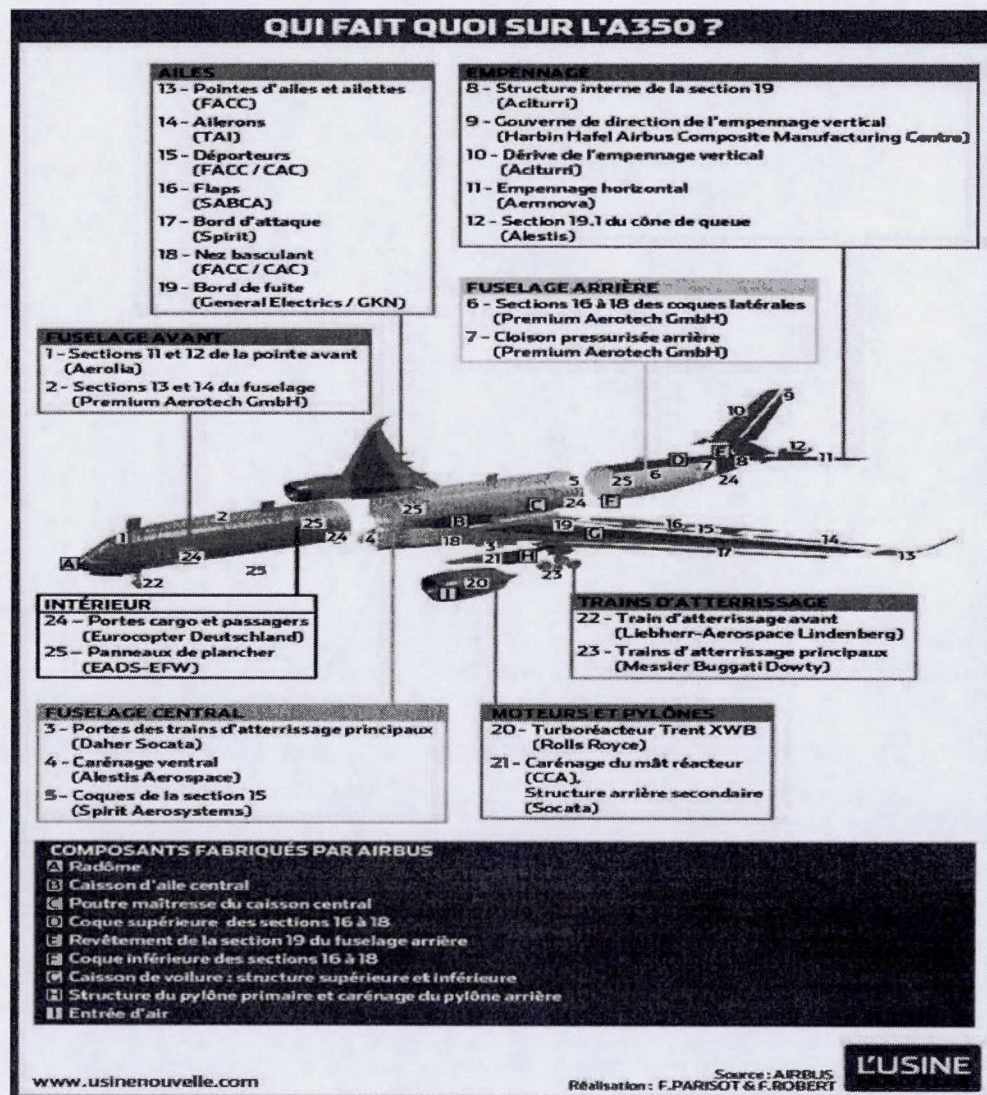 QUI FAIT QUOI SUR L'A350 ?
AILES
13 - Pointes d'ailes et ailettes
(FACC)
14 - Ailerons
(TAI)
15 - Déporteurs
(FACC / CAC)
16 - Flaps
(SABCA)
17 - Bord d'attaque
(Spirit)
18 - Nez basculant
(FACC / CAC)
19 - Bord de fuite
(General Electrics / GKN)
EMPENNAGE
8 - Structure interne de la section 19
(Aciturri)
9 - Gouverne de direction de l'empennage vertical
(Harbin Hafel Airbus Composite Manufacturing Centre)
10 - Dérive de l'empennage vertical
(Aciturri)
11 - Empennage horizontal
(Aemnova)
12 - Section 19.1 du cône de queue
(Alestis)
FUSELAGE ARRIÈRE
6 - Sections 16 à 18 des coques latérales
(Premium Aerotech GmbH)
7 - Cloison pressurisée arrière
(Premium Aerotech GmbH)
FUSELAGE AVANT
1 - Sections 11 et 12 de la pointe avant
(Aerolia)
2 - Sections 13 et 14 du fuselage
(Premium Aerotech GmbH)
10
9
E
12
D
8
11
7
6
24
25
F
5
24
C
25
B
4
2
25
24
1
24
A
22
25
18
3
21
H
23
20
I
19
G
16
15
17
14
13
INTÉRIEUR
24 - Portes cargo et passagers
(Eurocopter Deutschland)
25 - Panneaux de plancher
(EADS-EFW)
TRAINS D'ATTERRISSAGE
22 - Train d'atterrissage avant
(Liebherr-Aerospace Lindenberg)
23 - Trains d'atterrissage principaux
(Messier Buggati Dowty)
FUSELAGE CENTRAL
3 - Portes des trains d'atterrissage principaux
(Daher Socata)
4 - Carénage ventral
(Alestis Aerospace)
5 - Coques de la section 15
(Spirit Aerosystems)
MOTEURS ET PYLÔNES
20 - Turboréacteur Trent XWB
(Rolls Royce)
21 - Carénage du mât réacteur
(CCA),
Structure arrière secondaire
(Socata)
COMPOSANTS FABRIQUÉS PAR AIRBUS
A Radôme
B Caisson d'aile central
C Poutre maîtresse du caisson central
D Coque supérieure des sections 16 à 18
E Revêtement de la section 19 du fuselage arrière
F Coque inférieure des sections 16 à 18
G Caisson de voilure : structure supérieure et inférieure
H Structure du pylône primaire et carénage du pylône arrière
I Entrée d'air
www.usinenouvelle.com
Source : AIRBUS
Réalisation : F.PARISOT & F.ROBERT
L'USINE